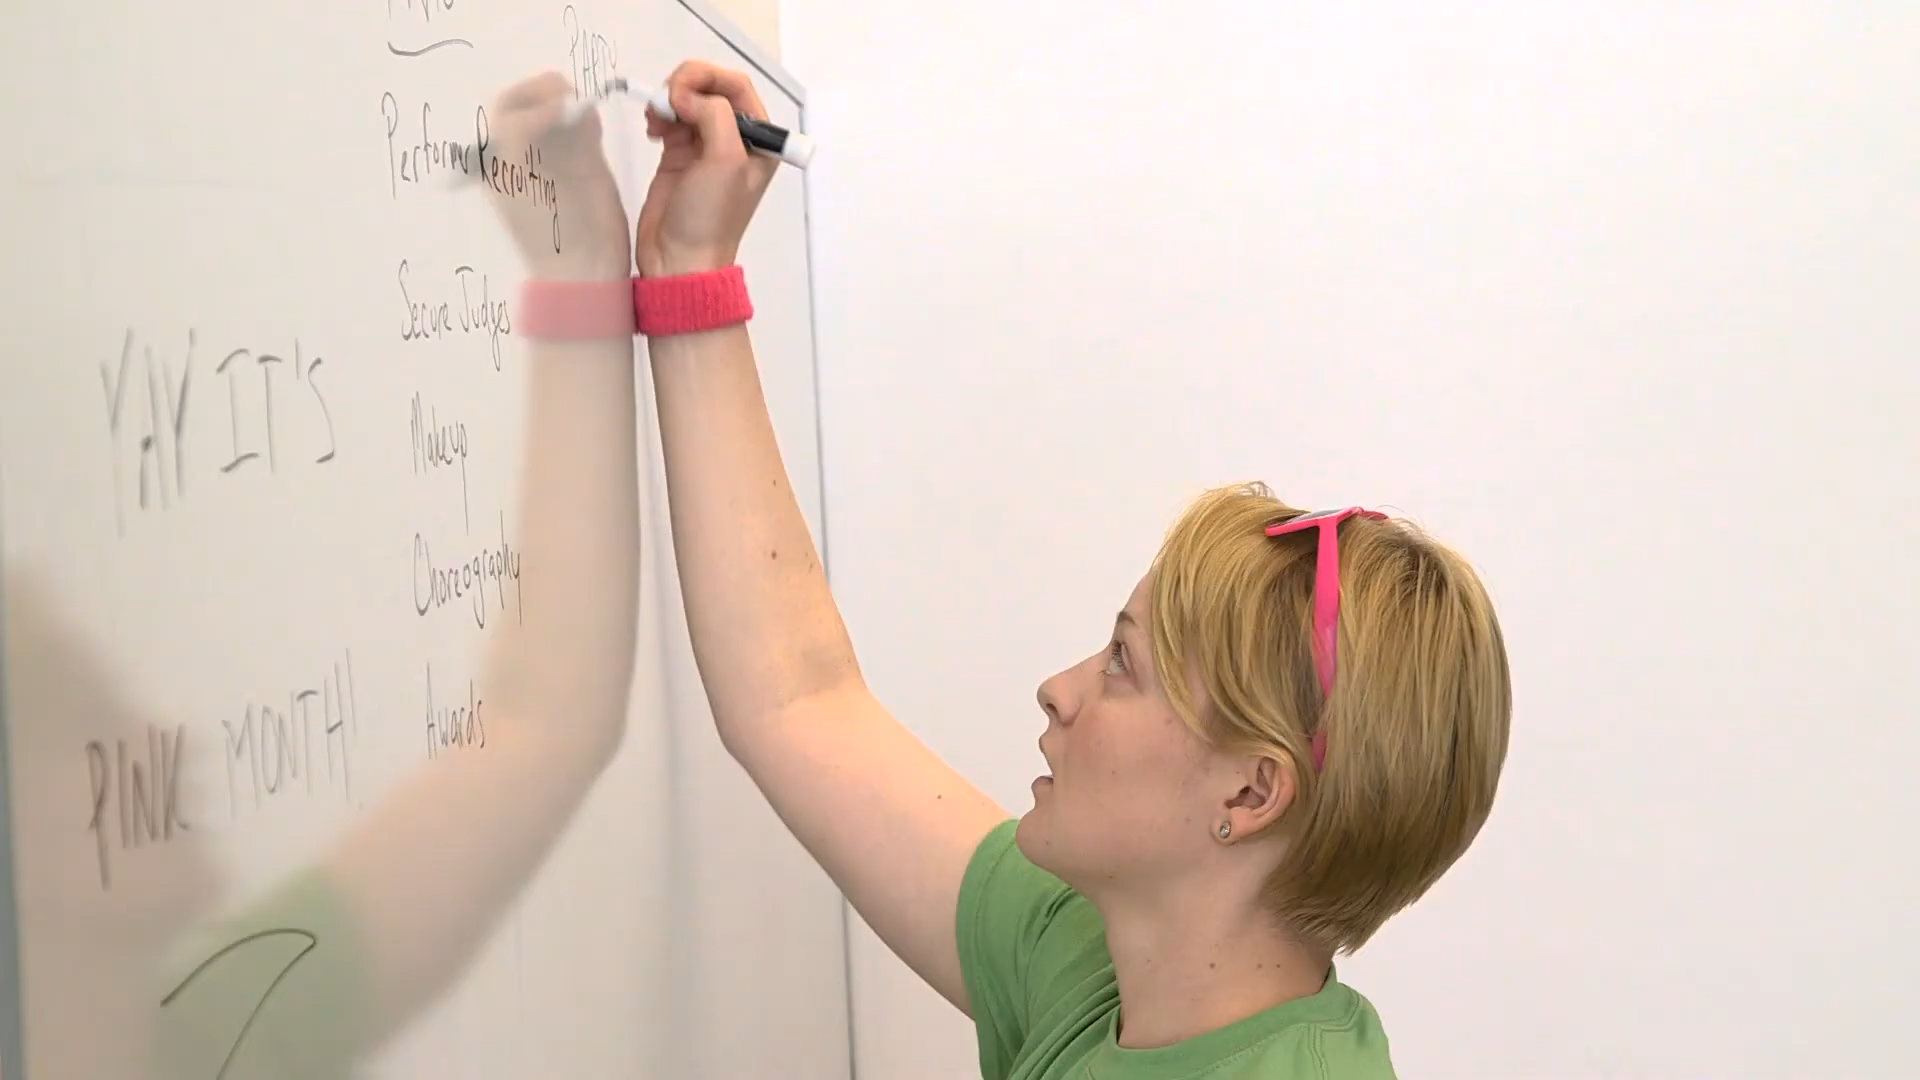 PARTY
Performer Recruiting
Secure Judges
Makeup
Choreography
Awards
YAY IT'S
PINK MONTH!